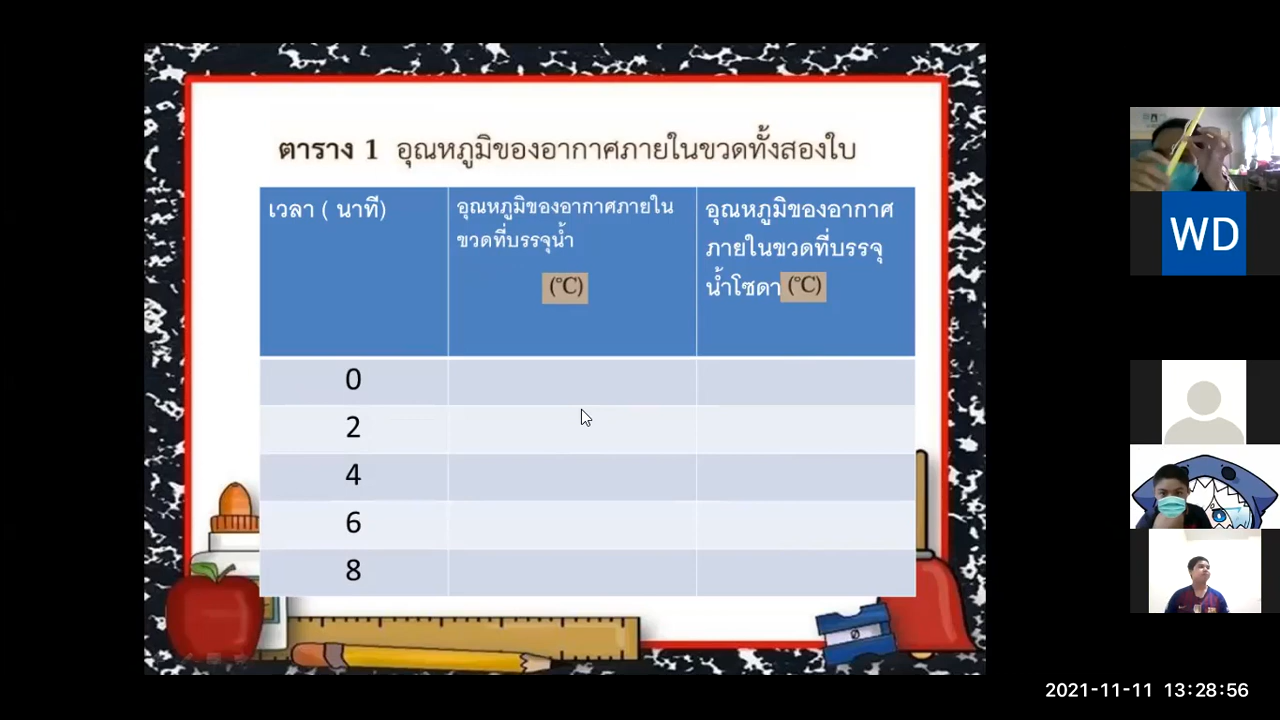 ตาราง 1 อุณหภูมิของอากาศภายในขวดทั้งสองใบ
เวลา ( นาที)
อุณหภูมิของอากาศภายใน
ขวดที่บรรจุน้ำ
(°C)
อุณหภูมิของอากาศ
ภายในขวดที่บรรจุ
น้ำโซดา (°C)
0
2
4
6
8
WD
2021-11-11 13:28:56